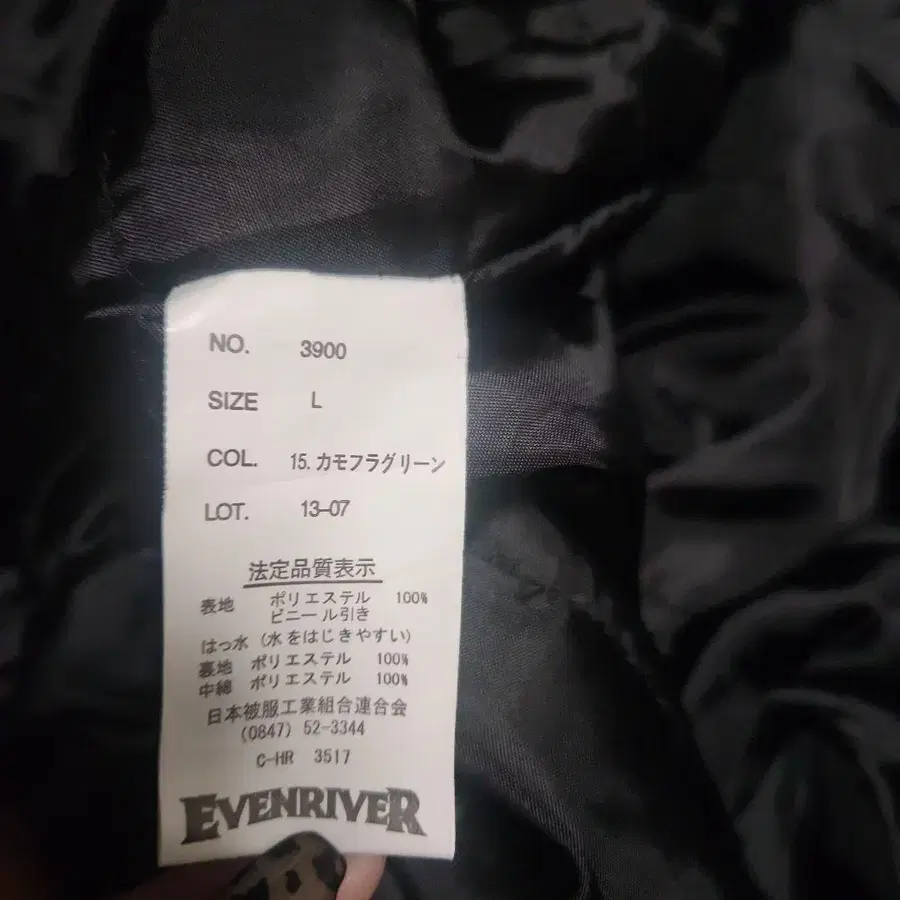 NO. 3900
SIZE L
COL. 15. カモフラグリーン
LOT. 13-07
法定品質表示
表地 ポリエステル 100%
ビニール引き
はっ水 (水をはじきやすい)
裏地 ポリエステル 100%
中綿 ポリエステル 100%
日本被服工業組合連合会
(0847) 52-3344
C-HR 3517
EVENRIVER